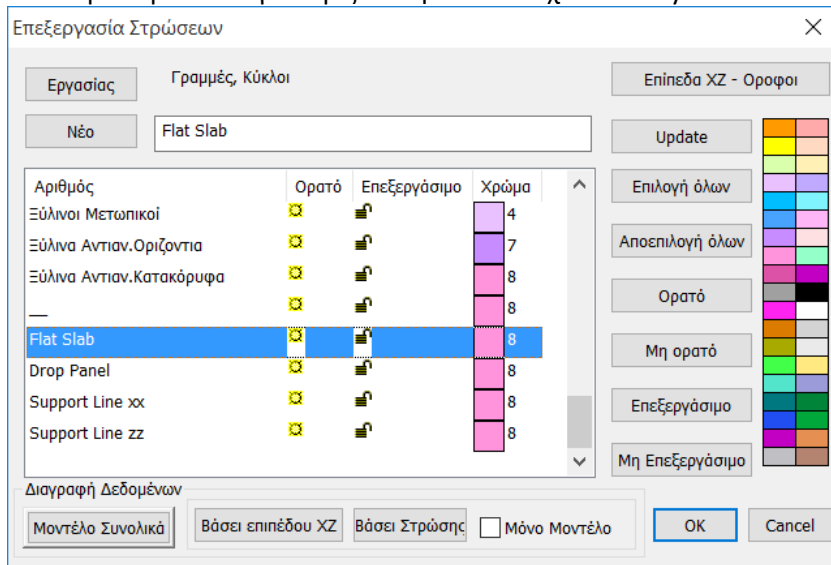 Επεξεργασία Στρώσεων
Εργασίας Γραμμές, Κύκλοι Επίπεδα XZ - Οροφοι
Νέο Flat Slab Update
Αριθμός Ορατό Επεξεργάσιμο Χρώμα Επιλογή όλων
Ξύλινοι Μετωπικοί 4
Ξύλινα Αντιαν.Οριζοντια 7 Αποεπιλογή όλων
Ξύλινα Αντιαν.Κατακόρυφα 8
__ 8 Ορατό
Flat Slab 8
Drop Panel 8 Μη ορατό
Support Line xx 8 Επεξεργάσιμο
Support Line zz 8
Μη Επεξεργάσιμο
Διαγραφή Δεδομένων
Μοντέλο Συνολικά Βάσει επιπέδου XZ Βάσει Στρώσης Μόνο Μοντέλο OK Cancel